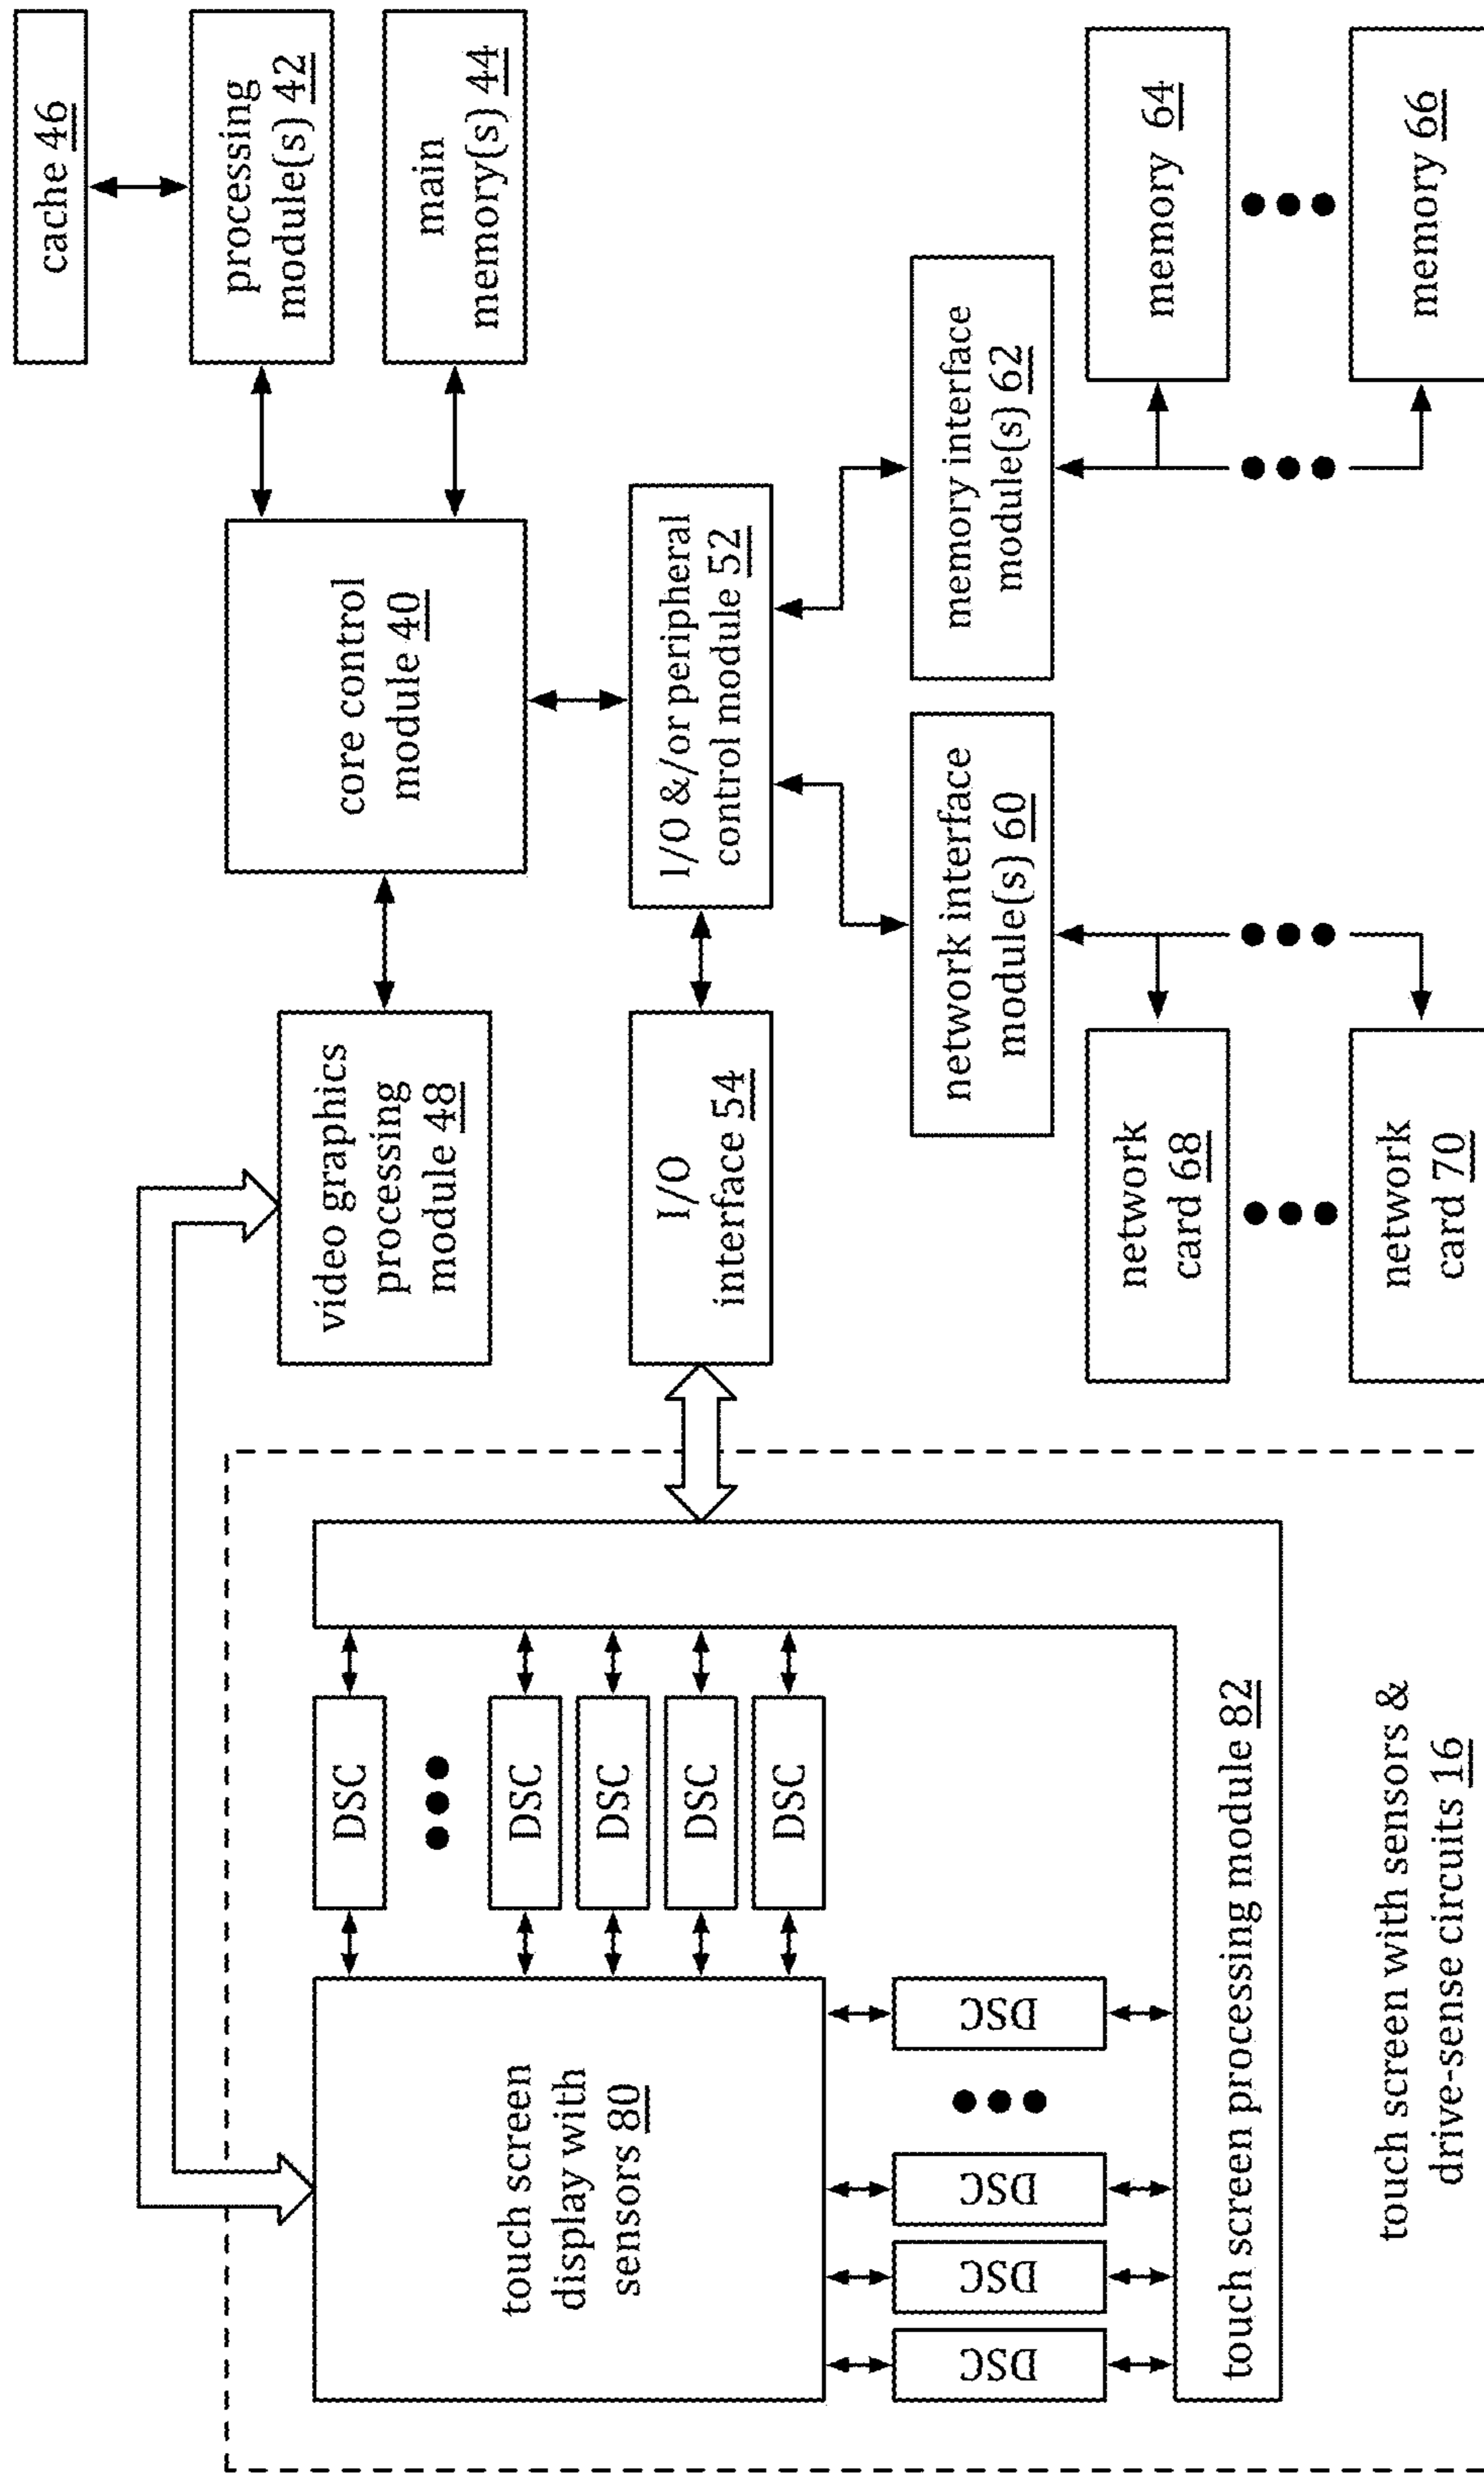 cache 46
processing
module(s) 42
main
memory(s) 44
core control
module 40
video graphics
processing
module 48
I/O &/or peripheral
control module 52
I/O
interface 54
memory interface
module(s) 62
network interface
module(s) 60
memory 64
memory 66
network
card 68
network
card 70
touch screen
display with
sensors 80
DSC
DSC
DSC
DSC
DSC
DSC
DSC
DSC
DSC
touch screen processing module 82
touch screen with sensors &
drive-sense circuits 16